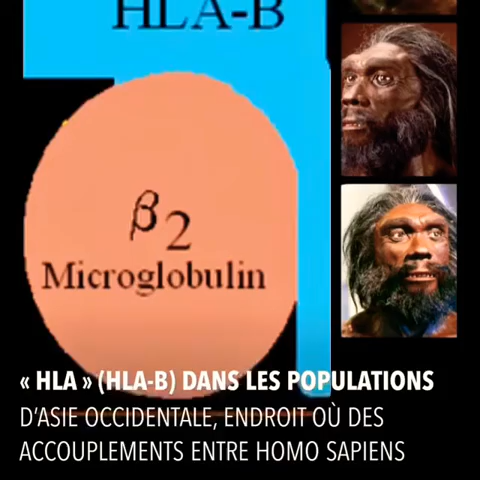 HLA-B
β2
Microglobulin
« HLA » (HLA-B) DANS LES POPULATIONS
D’ASIE OCCIDENTALE, ENDROIT OÙ DES
ACCOUPLEMENTS ENTRE HOMO SAPIENS